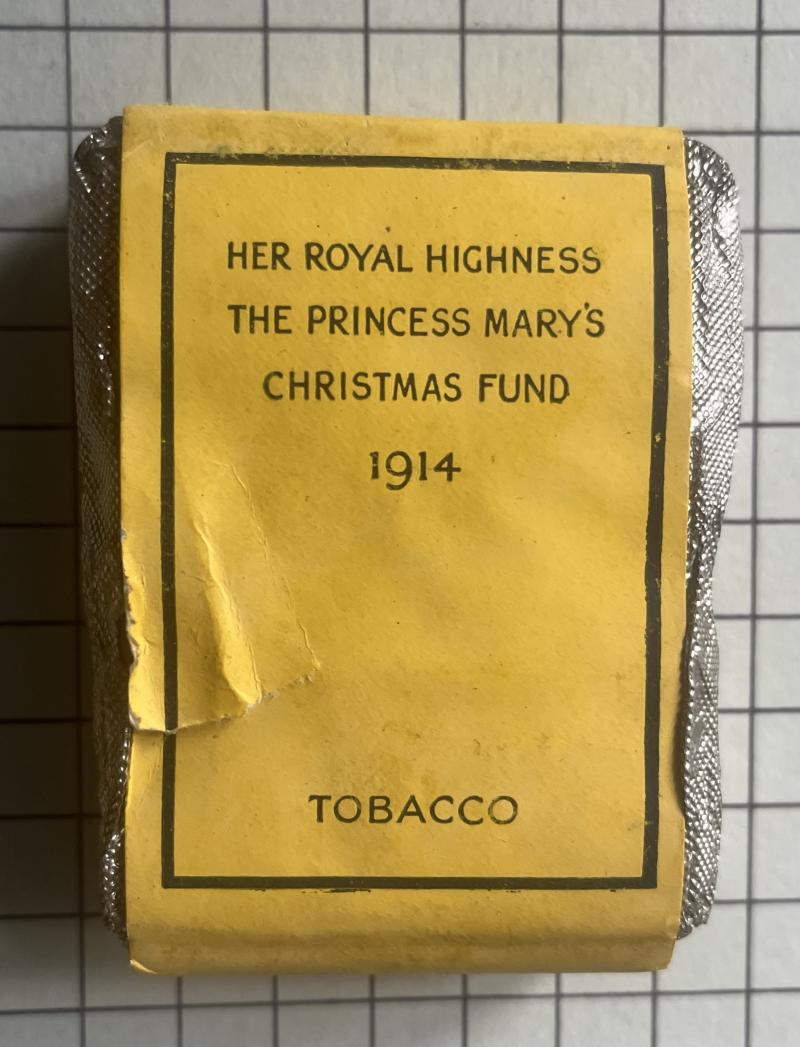 HER ROYAL HIGHNESS
THE PRINCESS MARY'S
CHRISTMAS FUND
1914
TOBACCO